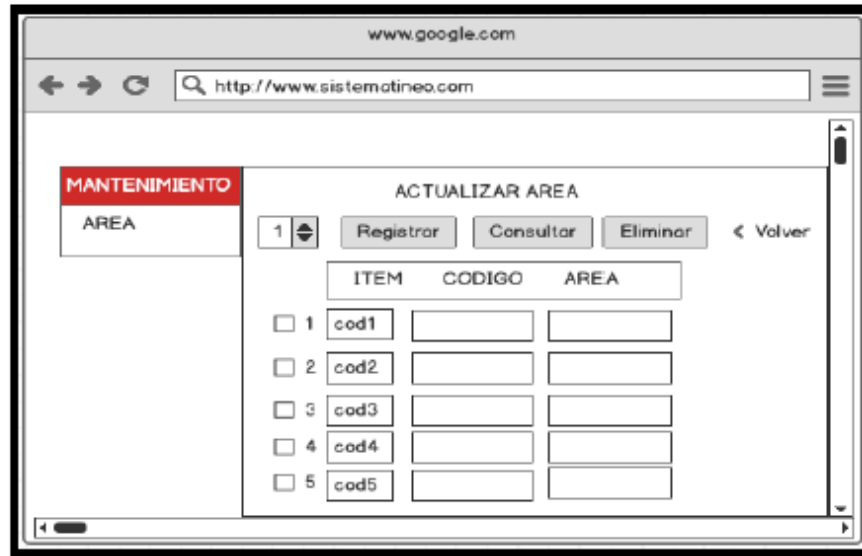 www.google.com
http://www.sistematineo.com
MANTENIMIENTO
AREA
ACTUALIZAR AREA
1 Registrar Consultar Eliminar < Volver
ITEM CODIGO AREA
1 cod1
2 cod2
3 cod3
4 cod4
5 cod5